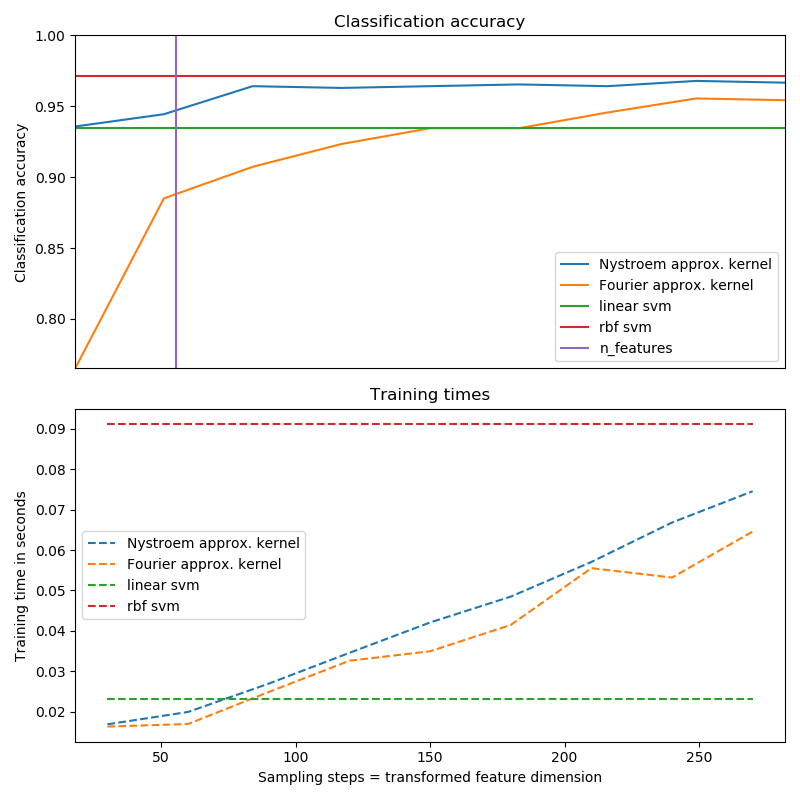 Classification accuracy
1.00
0.95
0.90
0.85
0.80
Classification accuracy
Nystroem approx. kernel
Fourier approx. kernel
linear svm
rbf svm
n_features
Training times
0.09
0.08
0.07
0.06
0.05
0.04
0.03
0.02
Training time in seconds
Nystroem approx. kernel
Fourier approx. kernel
linear svm
rbf svm
50 100 150 200 250
Sampling steps = transformed feature dimension